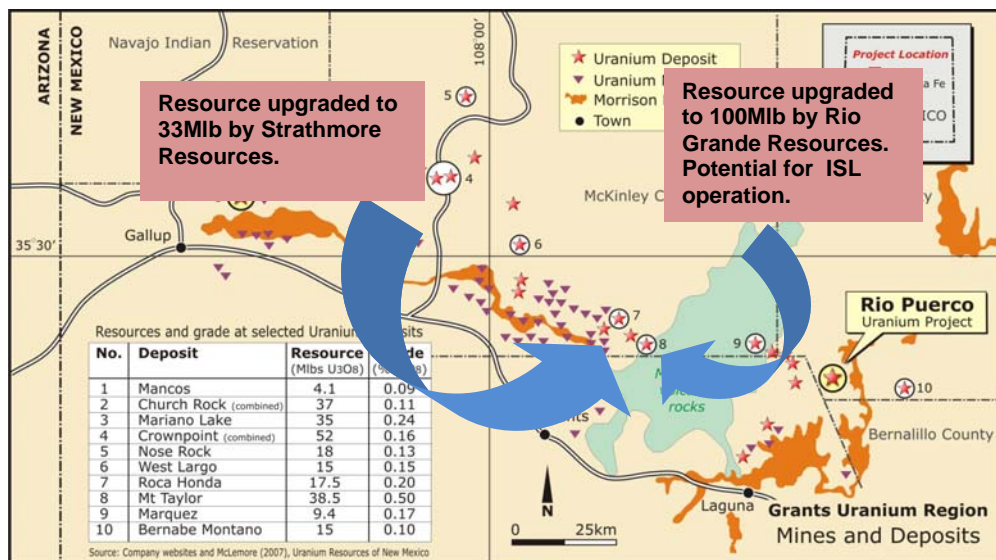 ARIZONA
NEW MEXICO
Navajo Indian Reservation
108°00'
Uranium Deposit
Uranium
Morrison
Town
Project Location
Fe
Resource upgraded to
33Mlb by Strathmore
Resources.
Resource upgraded
to 100Mlb by Rio
Grande Resources.
Potential for ISL
operation.
5
4
McKinley
35°30'
Gallup
6
7
8
9
10
Rio Puerco
Uranium Project
rocks
Bernalillo County
Laguna
Resources and grade at selected Uranium
No. Deposit Resource
(Mlbs U3O8)
1 Mancos 4.1 0.09
2 Church Rock (combined) 37 0.11
3 Mariano Lake 35 0.24
4 Crownpoint (combined) 52 0.16
5 Nose Rock 18 0.13
6 West Largo 15 0.15
7 Roca Honda 17.5 0.20
8 Mt Taylor 38.5 0.50
9 Marquez 9.4 0.17
10 Bernabe Montano 15 0.10
Source: Company websites and McLemore (2007), Uranium Resources of New Mexico
N
0 25km
Grants Uranium Region
Mines and Deposits